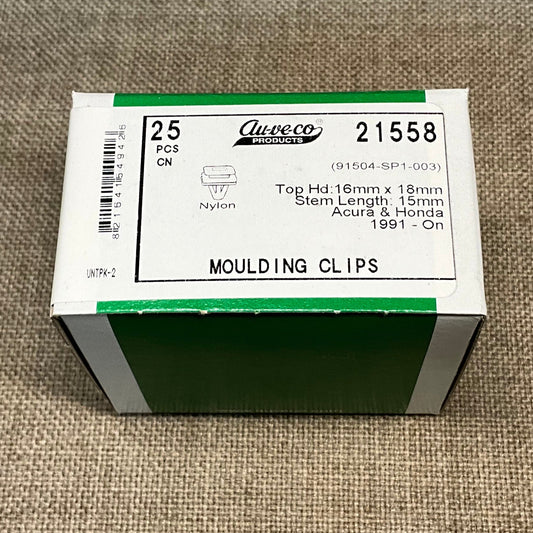 25
PCS
CN
au-ve-co ®
PRODUCTS
21558
(91504-SP1-003)
Nylon
Top Hd:16mm x 18mm
Stem Length: 15mm
Acura & Honda
1991 - On
MOULDING CLIPS
UNTPK-2